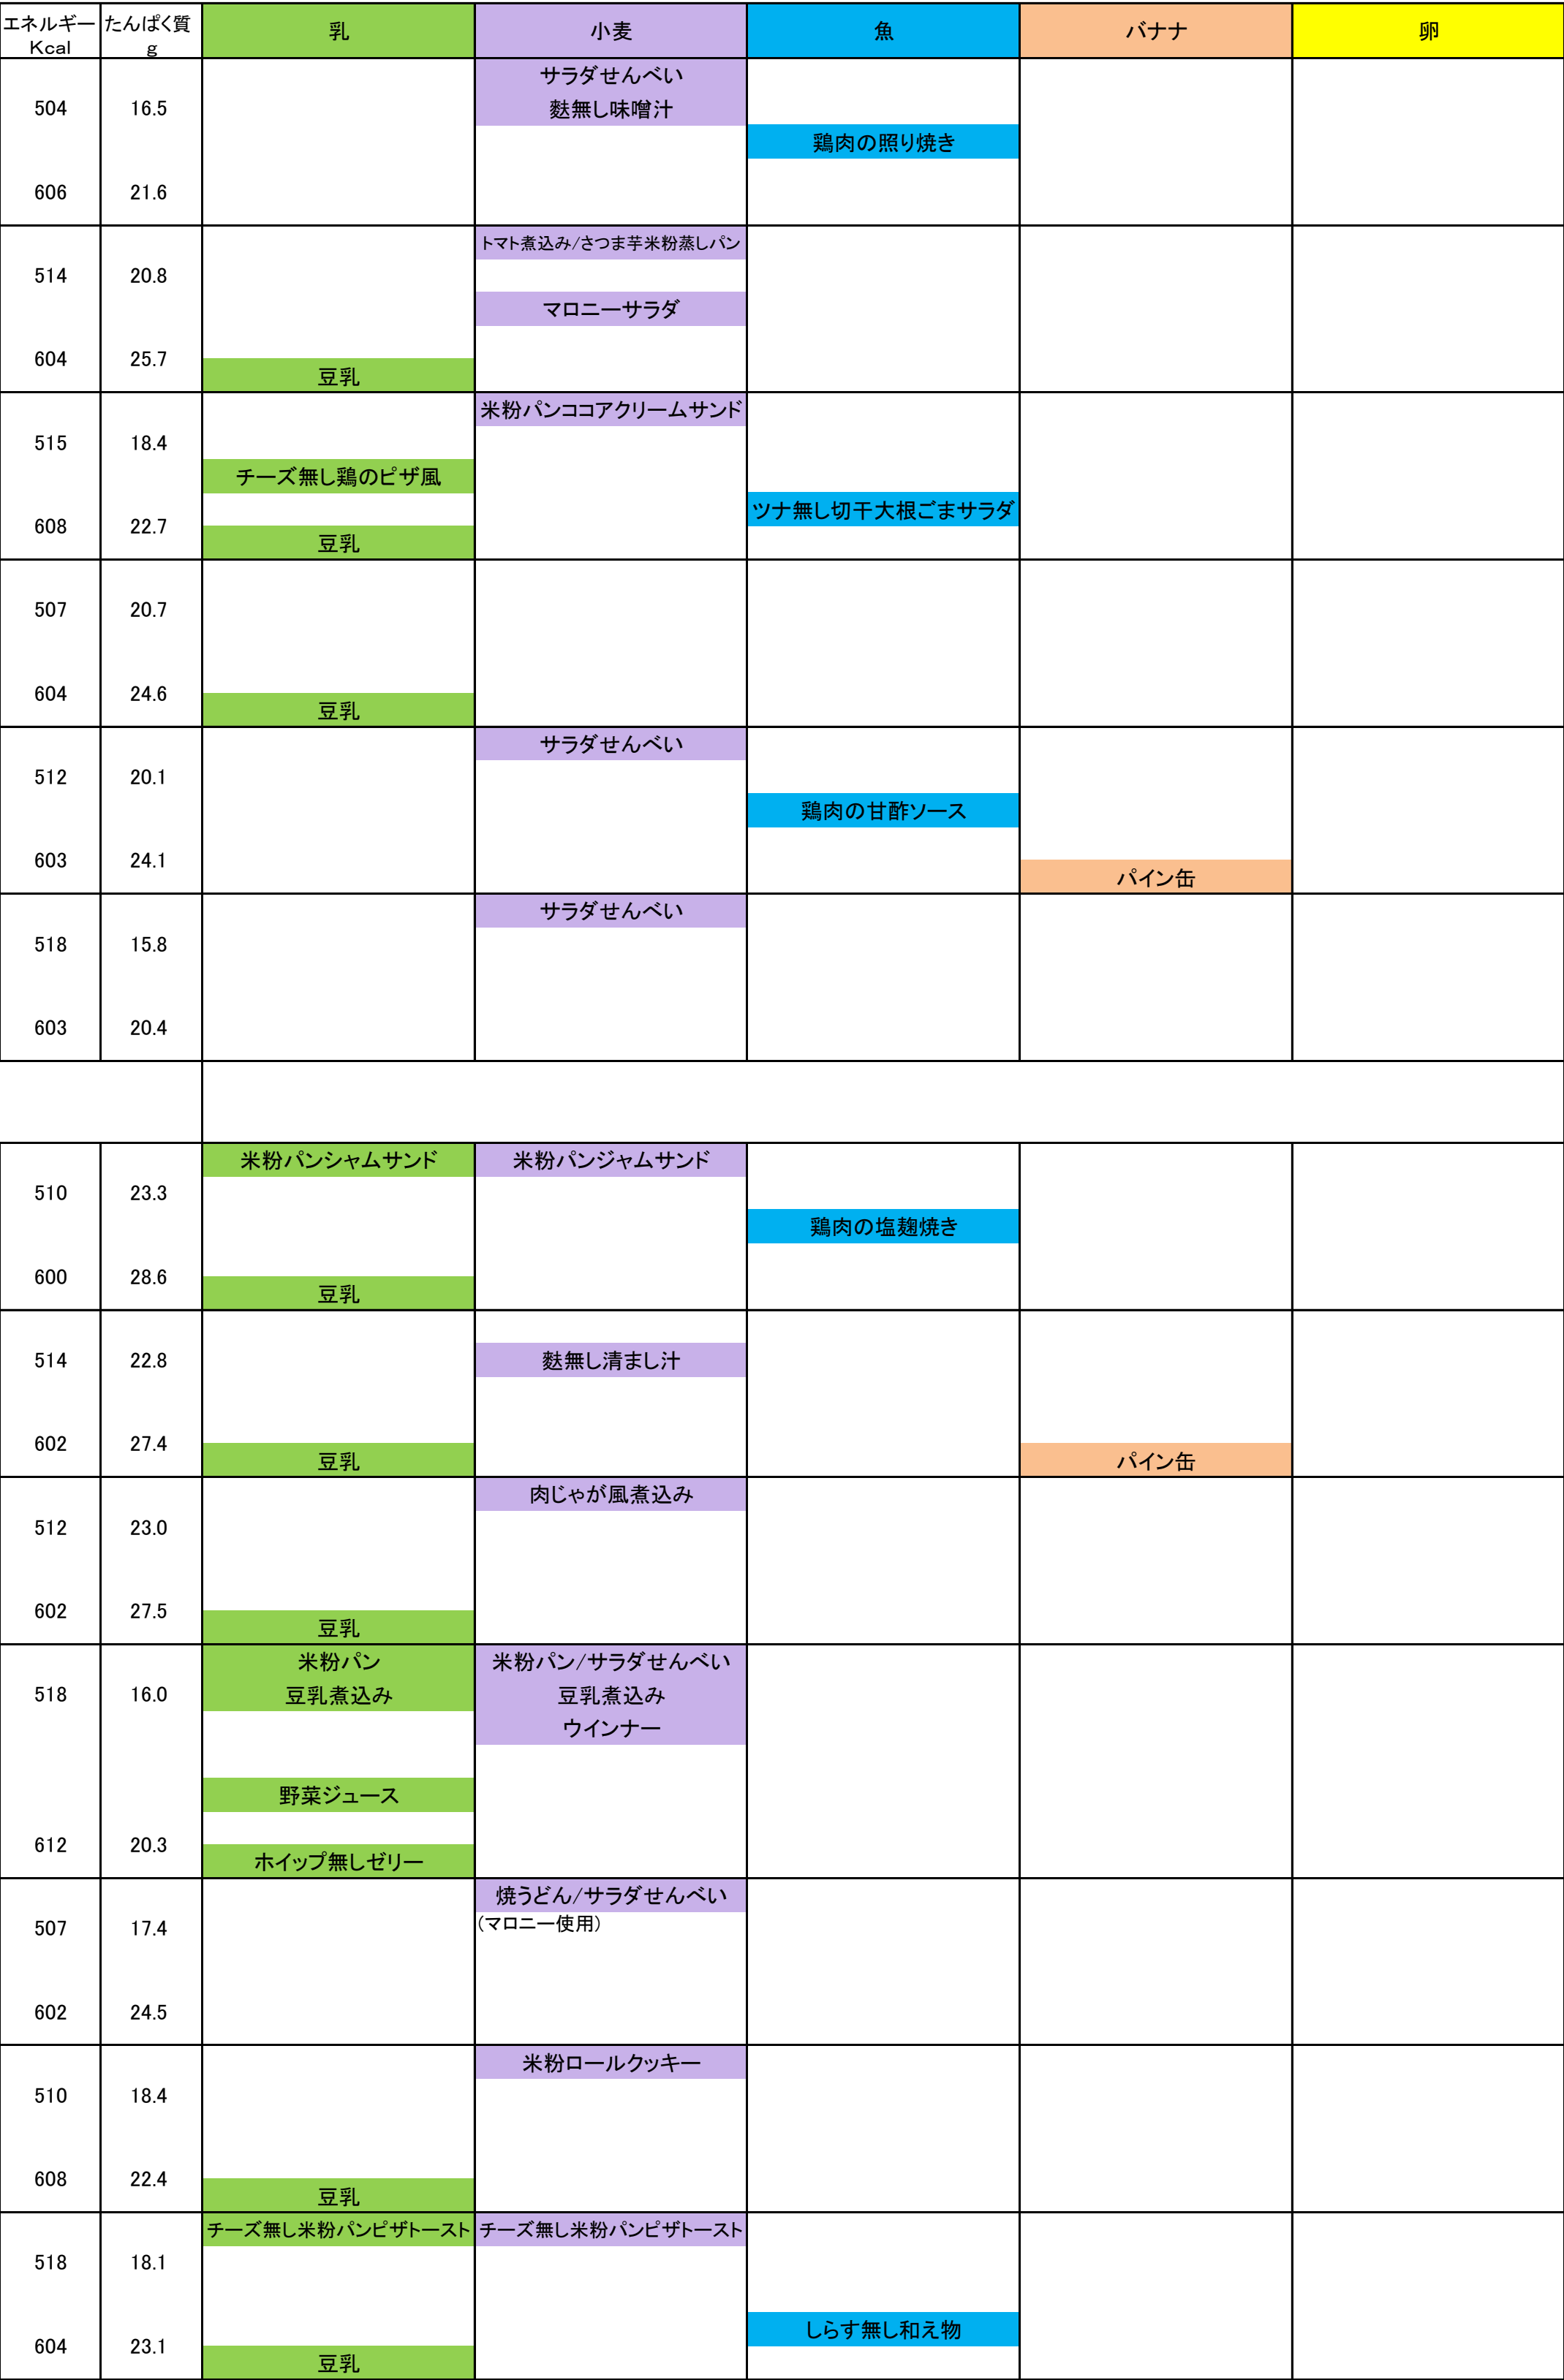 エネルギー
Kcal
たんぱく質
g
乳
小麦
魚
バナナ
卵
サラダせんべい
504
16.5
麩無し味噌汁
鶏肉の照り焼き
606
21.6
トマト煮込み/さつま芋米粉蒸しパン
514
20.8
マロニーサラダ
604
25.7
豆乳
米粉パンココアクリームサンド
515
18.4
チーズ無し鶏のピザ風
ツナ無し切干大根ごまサラダ
608
22.7
豆乳
507
20.7
604
24.6
豆乳
サラダせんべい
512
20.1
鶏肉の甘酢ソース
603
24.1
パイン缶
サラダせんべい
518
15.8
603
20.4
米粉パンシャムサンド
米粉パンジャムサンド
510
23.3
鶏肉の塩麹焼き
600
28.6
豆乳
514
22.8
麩無し清まし汁
602
27.4
豆乳
パイン缶
肉じゃが風煮込み
512
23.0
602
27.5
豆乳
米粉パン
米粉パン/サラダせんべい
518
16.0
豆乳煮込み
豆乳煮込み
ウインナー
野菜ジュース
612
20.3
ホイップ無しゼリー
焼うどん/サラダせんべい
507
17.4
(マロニー使用)
602
24.5
米粉ロールクッキー
510
18.4
608
22.4
豆乳
チーズ無し米粉パンピザトースト
チーズ無し米粉パンピザトースト
518
18.1
しらす無し和え物
604
23.1
豆乳